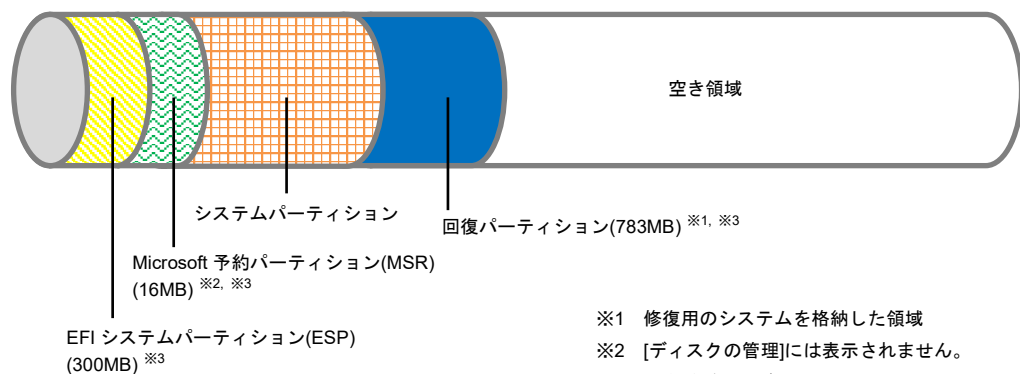 空き領域
システムパーティション
回復パーティション(783MB) ※1, ※3
Microsoft 予約パーティション(MSR)
(16MB) ※2, ※3
EFI システムパーティション(ESP)
(300MB) ※3
※1 修復用のシステムを格納した領域
※2 [ディスクの管理]には表示されません。